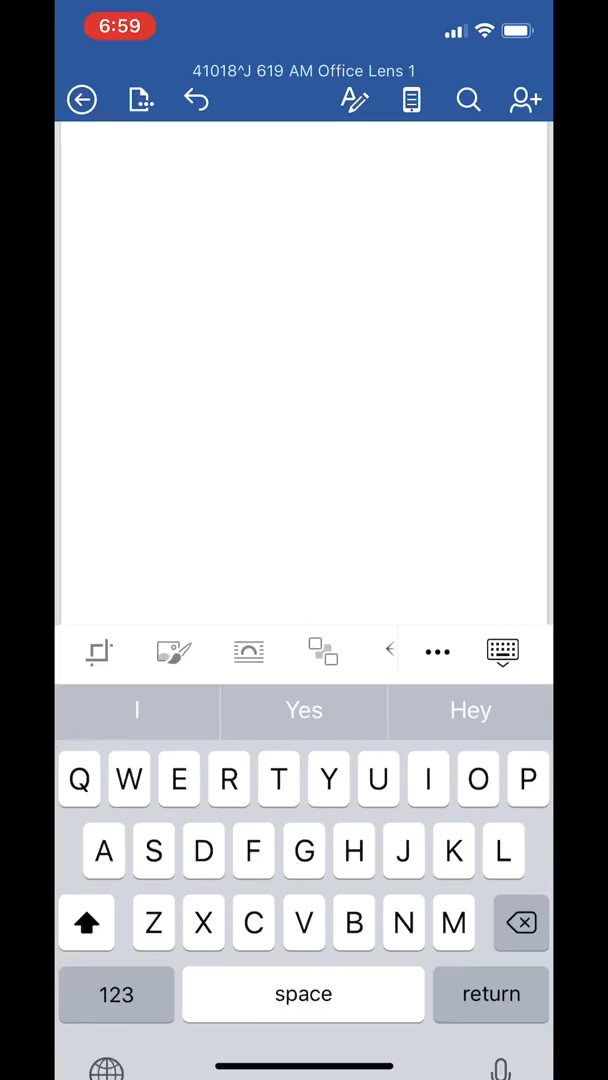 6:59
41018^J 619 AM Office Lens 1
I Yes Hey
Q W E R T Y U I O P
A S D F G H J K L
Z X C V B N M
123 space return